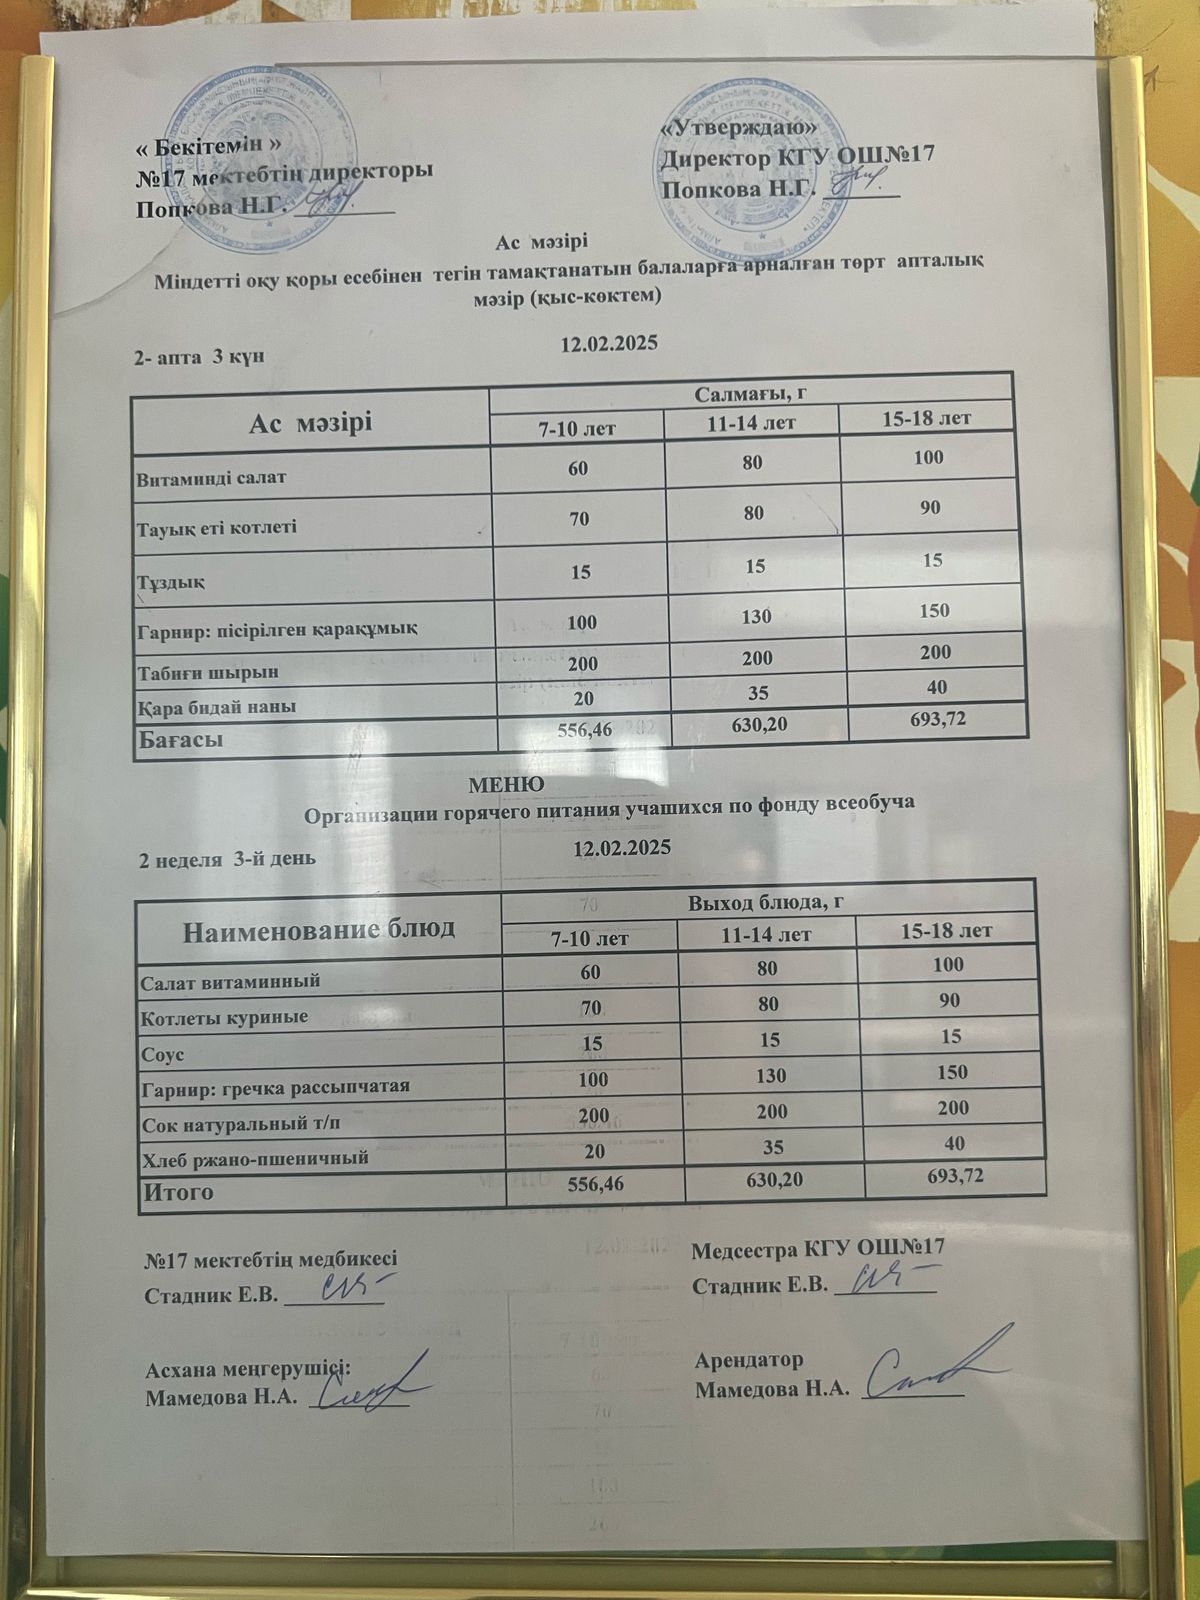 « Бекітемін »
№17 мектебтің директоры
Попкова Н.Г.
«Утверждаю»
Директор КГУ ОШ№17
Попкова Н.Г.
Ас мәзірі
Міндетті оқу қоры есебінен тегін тамақтанатын балаларға арналған төрт апталық
мәзір (қыс-көктем)
2- апта 3 күн 12.02.2025
Ас мәзірі Салмағы, г
7-10 лет 11-14 лет 15-18 лет
Витаминді салат 60 80 100
Тауық еті котлеті 70 80 90
Тұздық 15 15 15
Гарнир: пісірілген қарақұмық 100 130 150
Табиғи шырын 200 200 200
Қара бидай наны 20 35 40
Бағасы 556,46 630,20 693,72
МЕНЮ
Организации горячего питания учашихся по фонду всеобуча
2 неделя 3-й день 12.02.2025
Наименование блюд Выход блюда, г
7-10 лет 11-14 лет 15-18 лет
Салат витаминный 60 80 100
Котлеты куриные 70 80 90
Соус 15 15 15
Гарнир: гречка рассыпчатая 100 130 150
Сок натуральный т/п 200 200 200
Хлеб ржано-пшеничный 20 35 40
Итого 556,46 630,20 693,72
№17 мектебтің медбикесі
Стадник Е.В.
Медсестра КГУ ОШ№17
Стадник Е.В.
Асхана меңгерушісі:
Мамедова Н.А.
Арендатор
Мамедова Н.А.